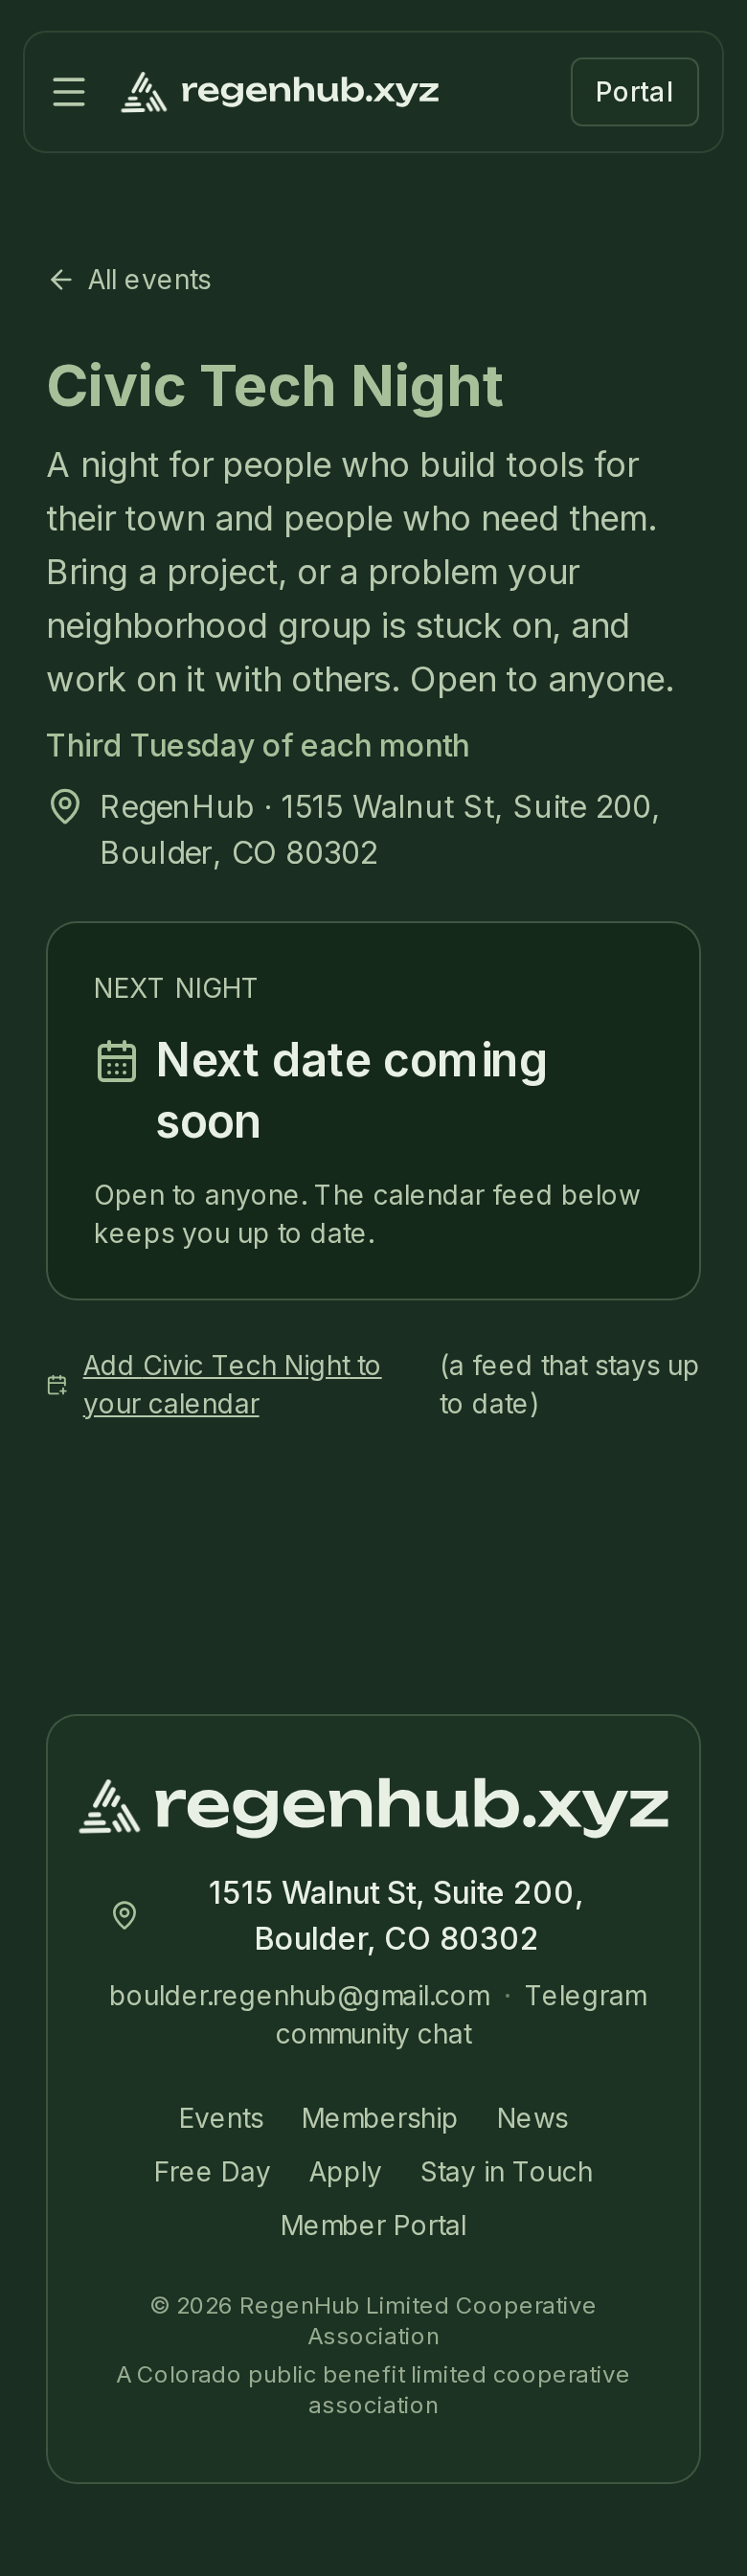 regenhub.xyz
Portal
All events
Civic Tech Night
A night for people who build tools for
their town and people who need them.
Bring a project, or a problem your
neighborhood group is stuck on, and
work on it with others. Open to anyone.
Third Tuesday of each month
RegenHub · 1515 Walnut St, Suite 200,
Boulder, CO 80302
NEXT NIGHT
Next date coming
soon
Open to anyone. The calendar feed below
keeps you up to date.
Add Civic Tech Night to
your calendar
(a feed that stays up
to date)
regenhub.xyz
1515 Walnut St, Suite 200,
Boulder, CO 80302
boulder.regenhub@gmail.com · Telegram
community chat
Events Membership News
Free Day Apply Stay in Touch
Member Portal
© 2026 RegenHub Limited Cooperative
Association
A Colorado public benefit limited cooperative
association